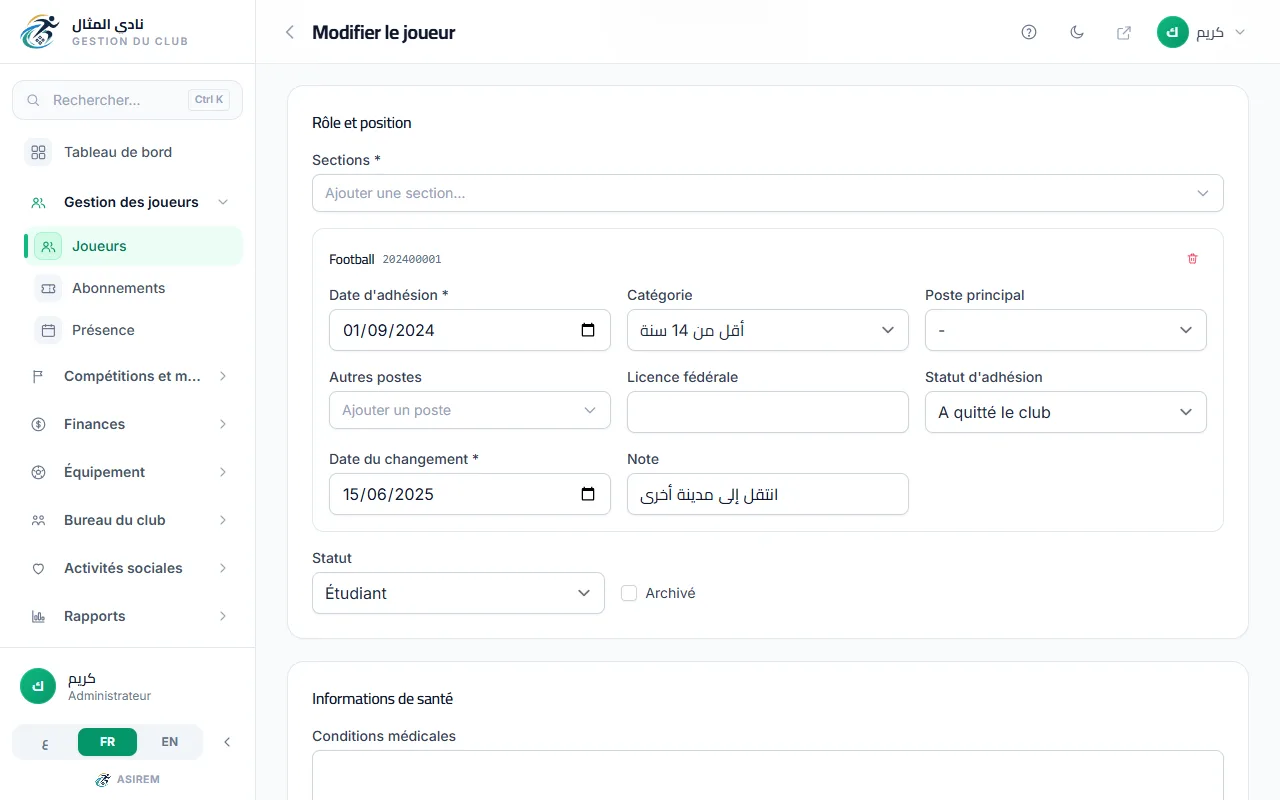 نادي المثال
GESTION DU CLUB
Modifier le joueur
ك
كريم
Rechercher...
Ctrl K
Tableau de bord
Gestion des joueurs
Joueurs
Abonnements
Présence
Compétitions et m...
Finances
Équipement
Bureau du club
Activités sociales
Rapports
ك
كريم
Administrateur
ع
FR
EN
ASIREM
Rôle et position
Sections *
Ajouter une section...
Football 202400001
Date d'adhésion *
Catégorie
Poste principal
01/09/2024
أقل من 14 سنة
-
Autres postes
Licence fédérale
Statut d'adhésion
Ajouter un poste
A quitté le club
Date du changement *
Note
15/06/2025
انتقل إلى مدينة أخرى
Statut
Étudiant
Archivé
Informations de santé
Conditions médicales